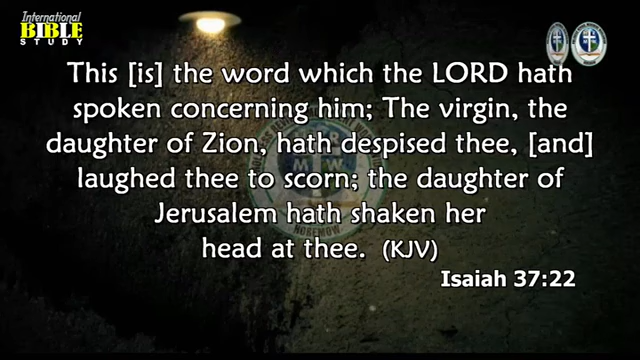 International
BIBLE
STUDY
This [is] the word which the LORD hath
spoken concerning him; The virgin, the
daughter of Zion, hath despised thee, [and]
laughed thee to scorn; the daughter of
Jerusalem hath shaken her
head at thee. (KJV)
Isaiah 37:22